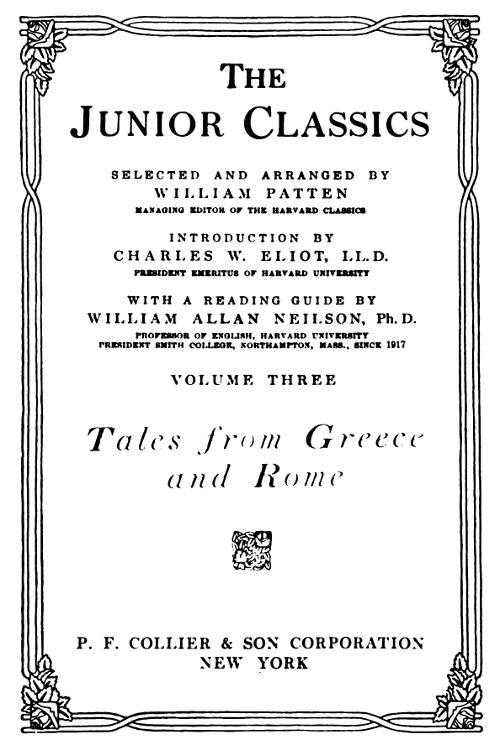 THE
JUNIOR CLASSICS
SELECTED AND ARRANGED BY
WILLIAM PATTEN
MANAGING EDITOR OF THE HARVARD CLASSICS
INTRODUCTION BY
CHARLES W. ELIOT, LL.D.
PRESIDENT EMERITUS OF HARVARD UNIVERSITY
WITH A READING GUIDE BY
WILLIAM ALLAN NEILSON, Ph.D.
PROFESSOR OF ENGLISH, HARVARD UNIVERSITY
PRESIDENT SMITH COLLEGE, NORTHAMPTON, MASS., SINCE 1917
VOLUME THREE
Tales from Greece
and Rome
P. F. COLLIER & SON CORPORATION
NEW YORK